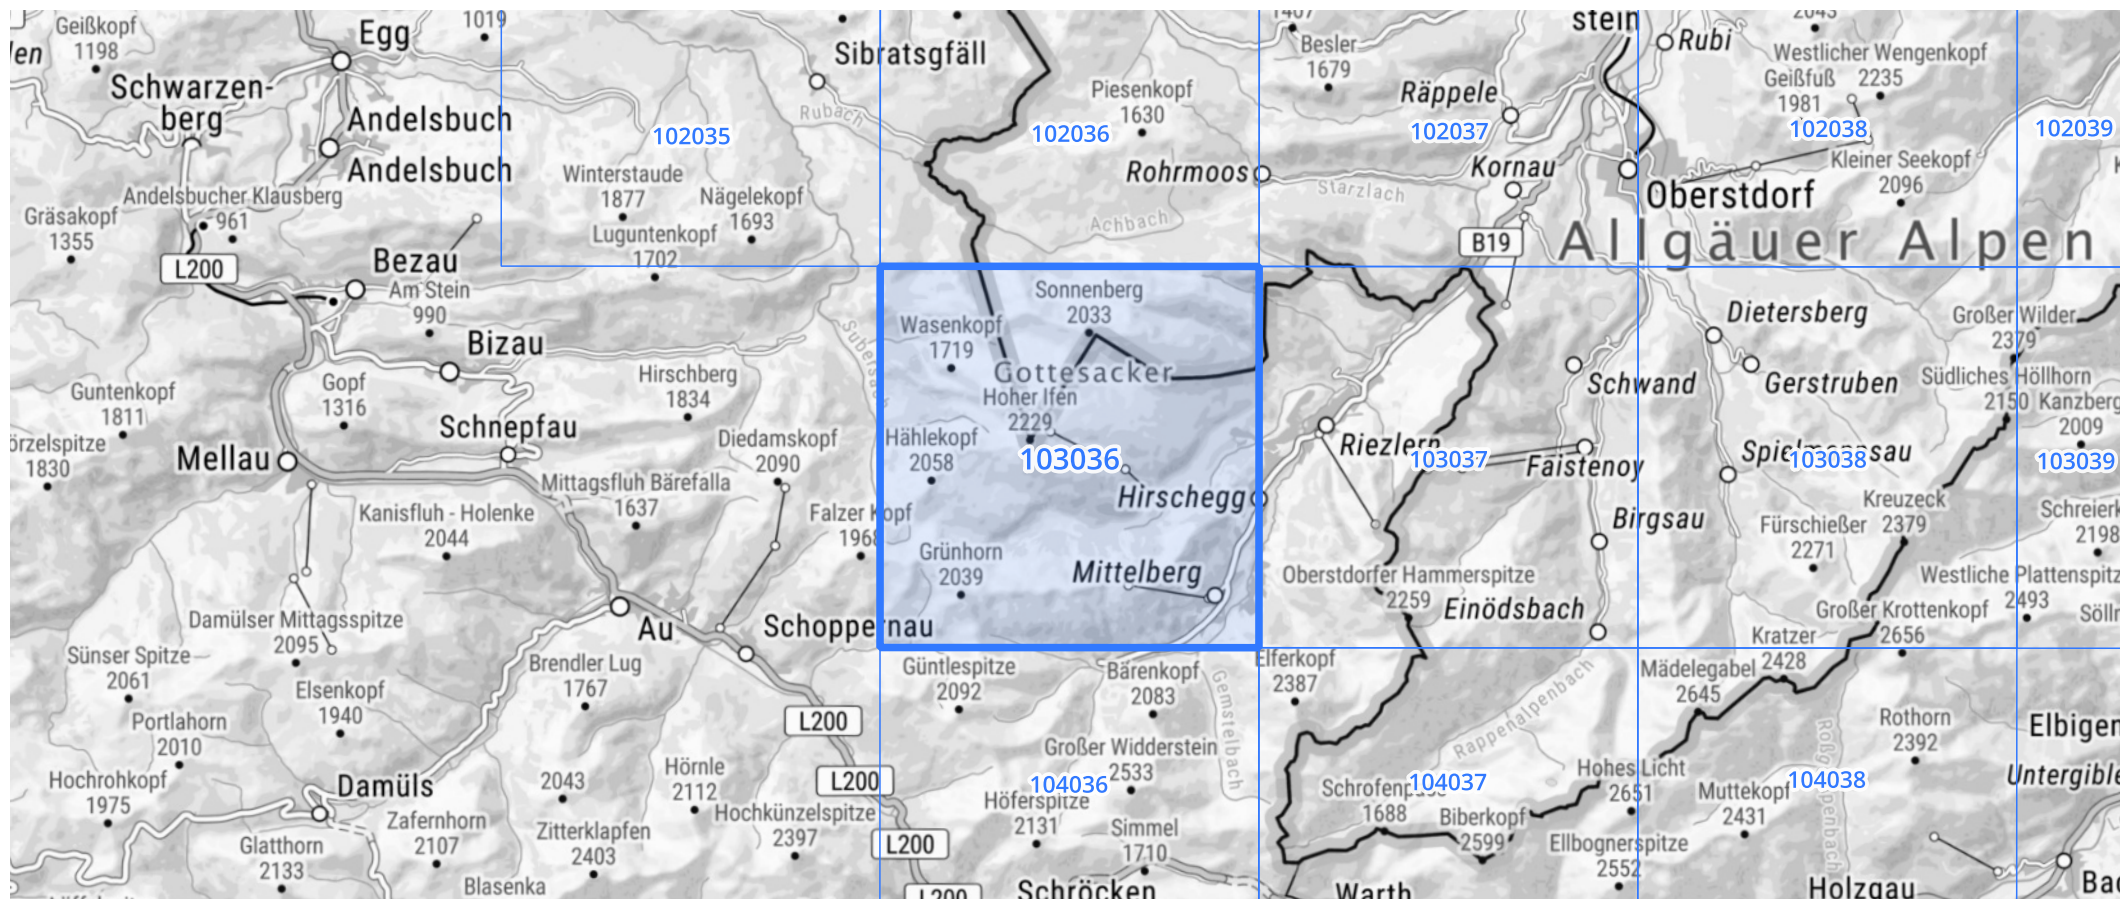 Geißkopf
1198
Egg
1019
Sibratsgfäll
Besler
1679
stein
Rubi
Westlicher Wengenkopf
2235
Geißfuß
1981
Schwarzen-
berg
Andelsbuch
Andelsbuch
Rubach
Piesenkopf
1630
Räppele
102035
102036
102037
102038
102039
Winterstaude
1877
Nägelekopf
1693
Rohrmoos
Starzlach
Kornau
Kleiner Seekopf
2096
Oberstdorf
Andelsbucher Klausberg
961
Gräsakopf
1355
Luguntenkopf
1702
Achbach
B19
Allgäuer Alpen
L200
Bezau
Am Stein
990
Sonnenberg
2033
Dietersberg
Großer Wilder
2379
Wasenkopf
1719
Bizau
Gottesacker
Guntenkopf
1811
Gopf
1316
Hirschberg
1834
Hoher Ifen
2229
Schwand
Gerstruben
Südliches Höllhorn
2150
Kanzberg
2009
Schnepfau
Diedamskopf
2090
Hählekopf
2058
103036
Riezlern
103037
Faistenoy
103038
103039
1830
Mellau
Mittagsfluh Bärefalla
1637
Hirschegg
Kreuzeck
2379
Kanisfluh - Holenke
2044
Falzer Kopf
1968
Birgsau
Fürschießer
2271
2198
Grünhorn
2039
Mittelberg
Oberstdorfer Hammerspitze
2259
Einödsbach
2493
Großer Krottenkopf
2656
Damülser Mittagsspitze
2095
Au
Schoppernau
Sünser Spitze
2061
Brendler Lug
1767
Güntlespitze
2092
Bärenkopf
2083
Elferkopf
2387
Kratzer
2428
Mädelegabel
2645
Elsenkopf
1940
Portlahorn
2010
L200
Gemstelbach
Rappenalpenbach
Rothorn
2392
Großer Widderstein
2533
Hochrohkopf
1975
Damüls
2043
Hörnle
2112
L200
104036
104037
104038
Hohes Licht
2651
Muttekopf
2431
Hochkünzelspitze
2397
Höferspitze
2131
1688
Biberkopf
2599
Zafernhorn
2107
Zitterklapfen
2403
Simmel
1710
L200
Ellbognerspitze
2552
Glatthorn
2133
Blasenka
L200
Schröcken
Warth
Holzgau